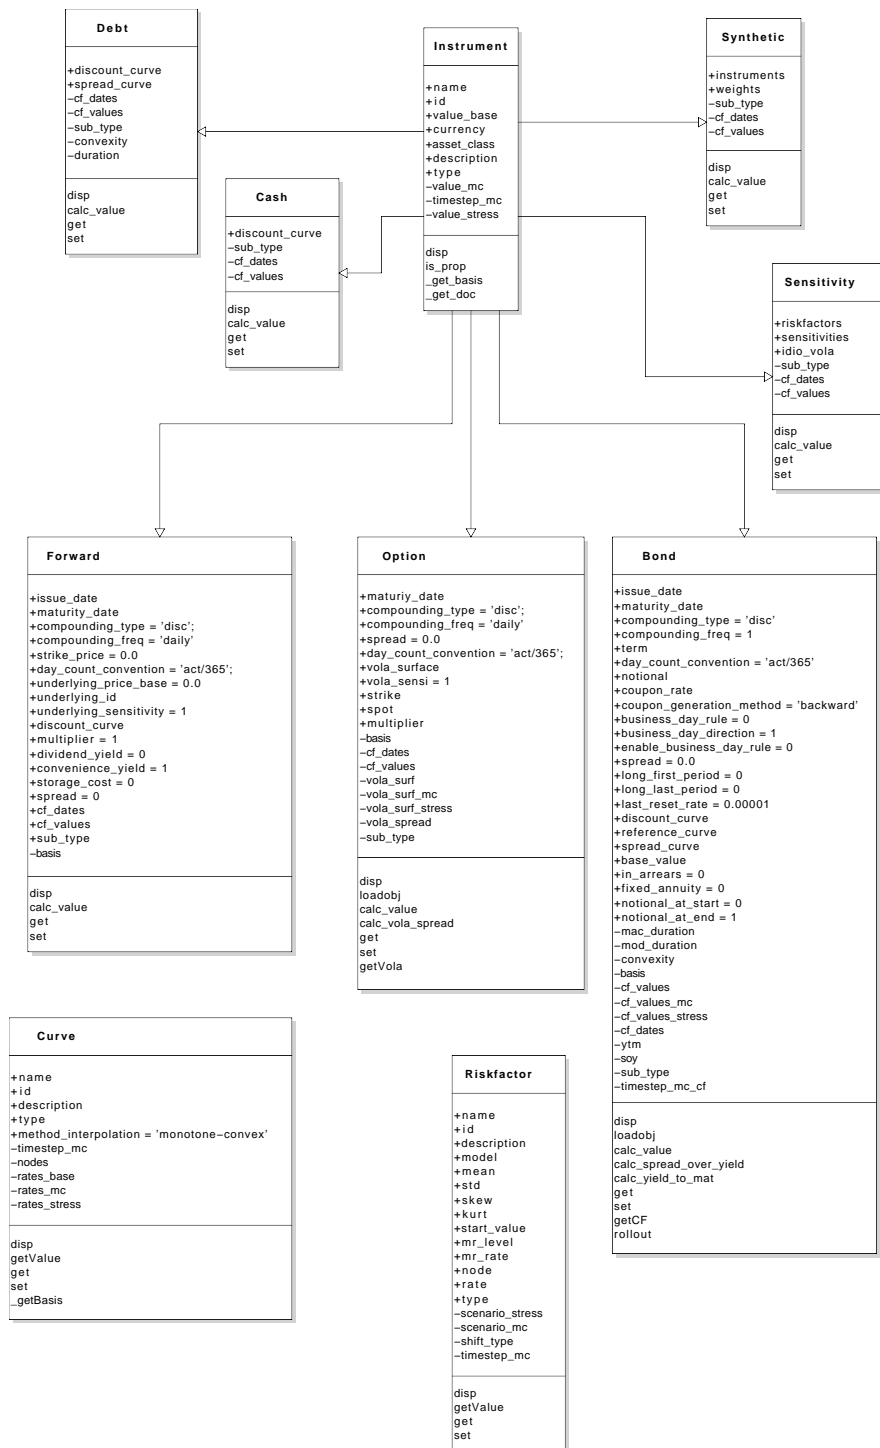 Debt
+discount_curve
+spread_curve
−cf_dates
−cf_values
−sub_type
−convexity
−duration
disp
calc_value
get
set
Instrument
+name
+id
+value_base
+currency
+asset_class
+description
+type
−value_mc
−timestep_mc
−value_stress
disp
is_prop
_get_basis
_get_doc
Synthetic
+instruments
+weights
−sub_type
−cf_dates
−cf_values
disp
calc_value
get
set
Cash
+discount_curve
−sub_type
−cf_dates
−cf_values
disp
calc_value
get
set
Sensitivity
+riskfactors
+sensitivities
+idio_vola
−sub_type
−cf_dates
−cf_values
disp
calc_value
get
set
Forward
+issue_date
+maturity_date
+compounding_type = 'disc';
+compounding_freq = 'daily'
+strike_price = 0.0
+day_count_convention = 'act/365';
+underlying_price_base = 0.0
+underlying_id
+underlying_sensitivity = 1
+discount_curve
+multiplier = 1
+dividend_yield = 0
+convenience_yield = 1
+storage_cost = 0
+spread = 0
+cf_dates
+cf_values
+sub_type
−basis
disp
calc_value
get
set
Option
+maturiy_date
+compounding_type = 'disc';
+compounding_freq = 'daily'
+spread = 0.0
+day_count_convention = 'act/365';
+vola_surface
+vola_sensi = 1
+strike
+spot
+multiplier
−basis
−cf_dates
−cf_values
−vola_surf
−vola_surf_mc
−vola_surf_stress
−vola_spread
−sub_type
disp
loadobj
calc_value
calc_vola_spread
get
set
getVola
Bond
+issue_date
+maturity_date
+compounding_type = 'disc'
+compounding_freq = 1
+term
+day_count_convention = 'act/365'
+notional
+coupon_rate
+coupon_generation_method = 'backward'
+business_day_rule = 0
+business_day_direction = 1
+enable_business_day_rule = 0
+spread = 0.0
+long_first_period = 0
+long_last_period = 0
+last_reset_rate = 0.00001
+discount_curve
+reference_curve
+spread_curve
+base_value
+in_arrears = 0
+fixed_annuity = 0
+notional_at_start = 0
+notional_at_end = 1
−mac_duration
−mod_duration
−convexity
−basis
−cf_values
−cf_values_mc
−cf_values_stress
−cf_dates
−ytm
−soy
−sub_type
−timestep_mc_cf
disp
loadobj
calc_value
calc_spread_over_yield
calc_yield_to_mat
get
set
getCF
rollout
Curve
+name
+id
+description
+type
+method_interpolation = 'monotone−convex'
−timestep_mc
−nodes
−rates_base
−rates_mc
−rates_stress
disp
getValue
get
set
_getBasis
Riskfactor
+name
+id
+description
+model
+mean
+std
+skew
+kurt
+start_value
+mr_level
+mr_rate
+node
+rate
+type
−scenario_stress
−scenario_mc
−shift_type
−timestep_mc
disp
getValue
get
set